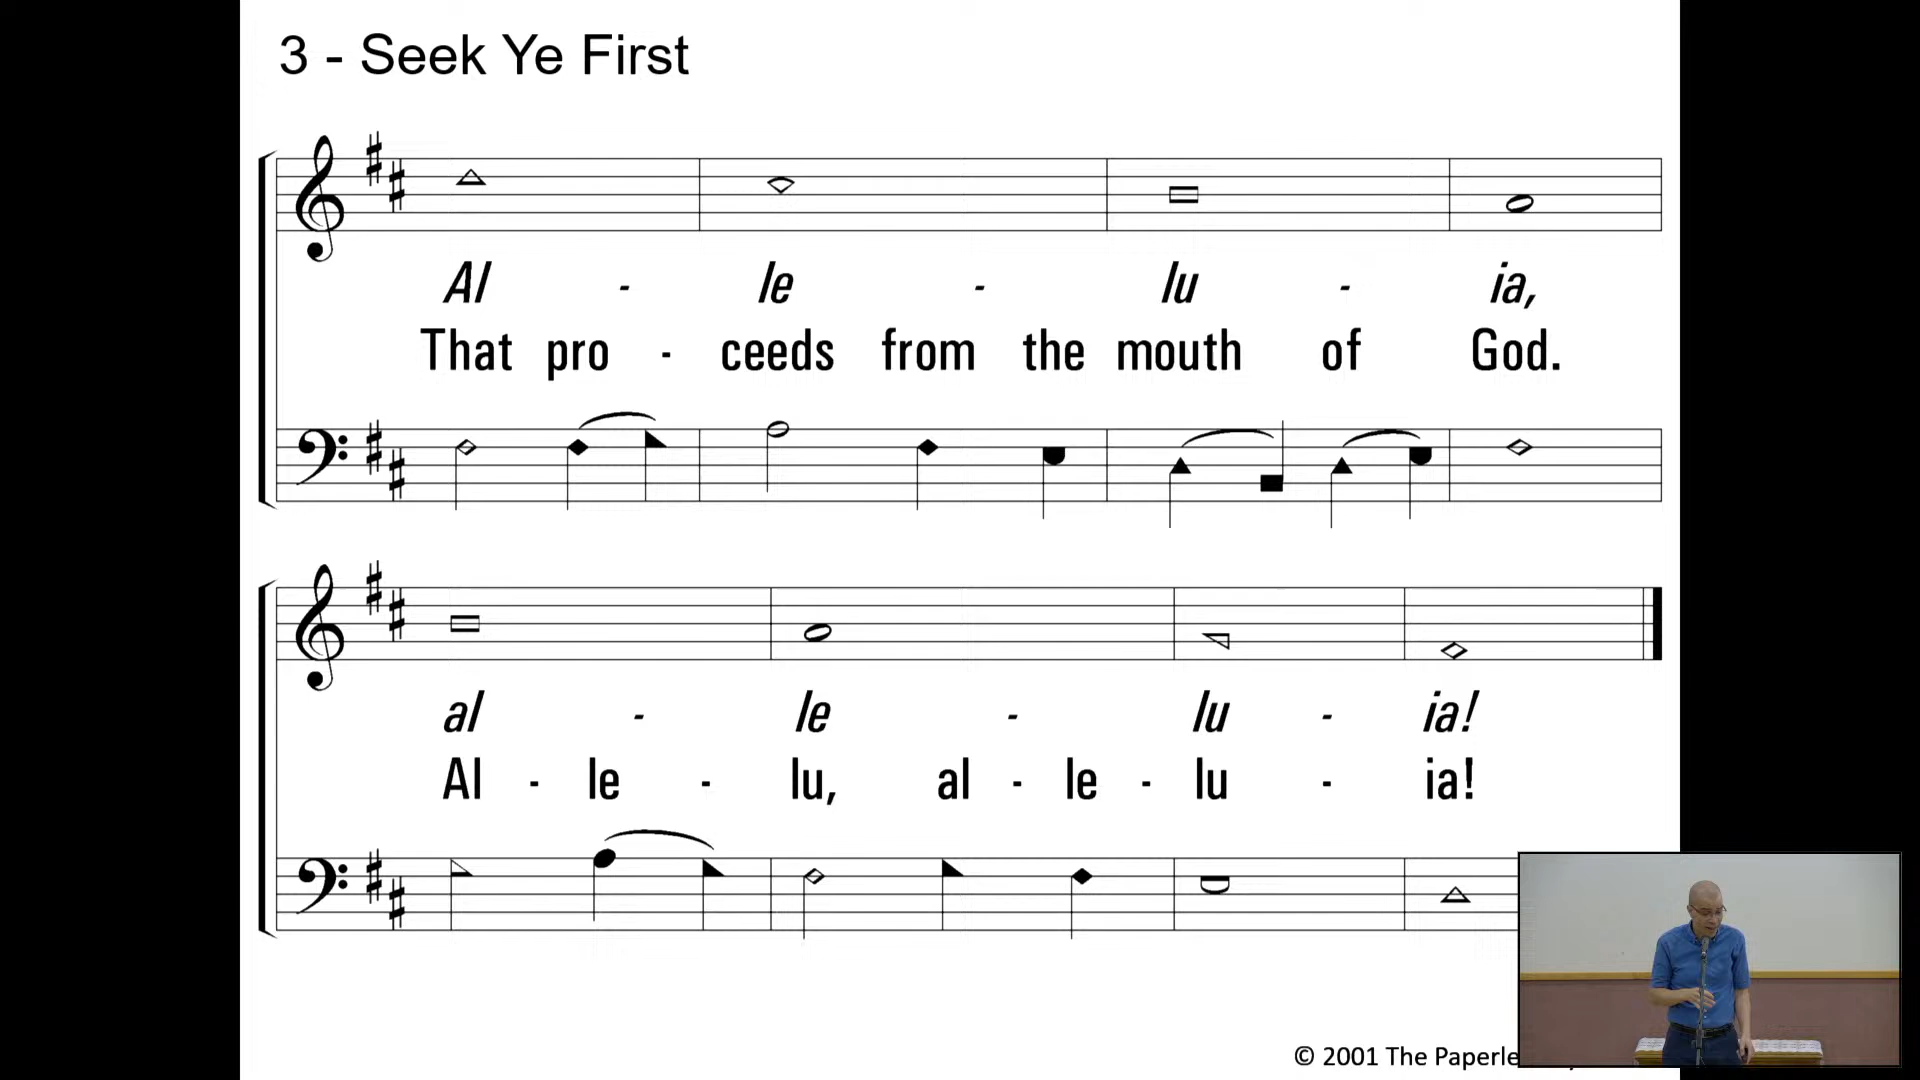 3 - Seek Ye First
Al - le - lu - ia,
That pro - ceeds from the mouth of God.
al - le - lu - ia!
Al - le - lu, al - le - lu - ia!
© 2001 The